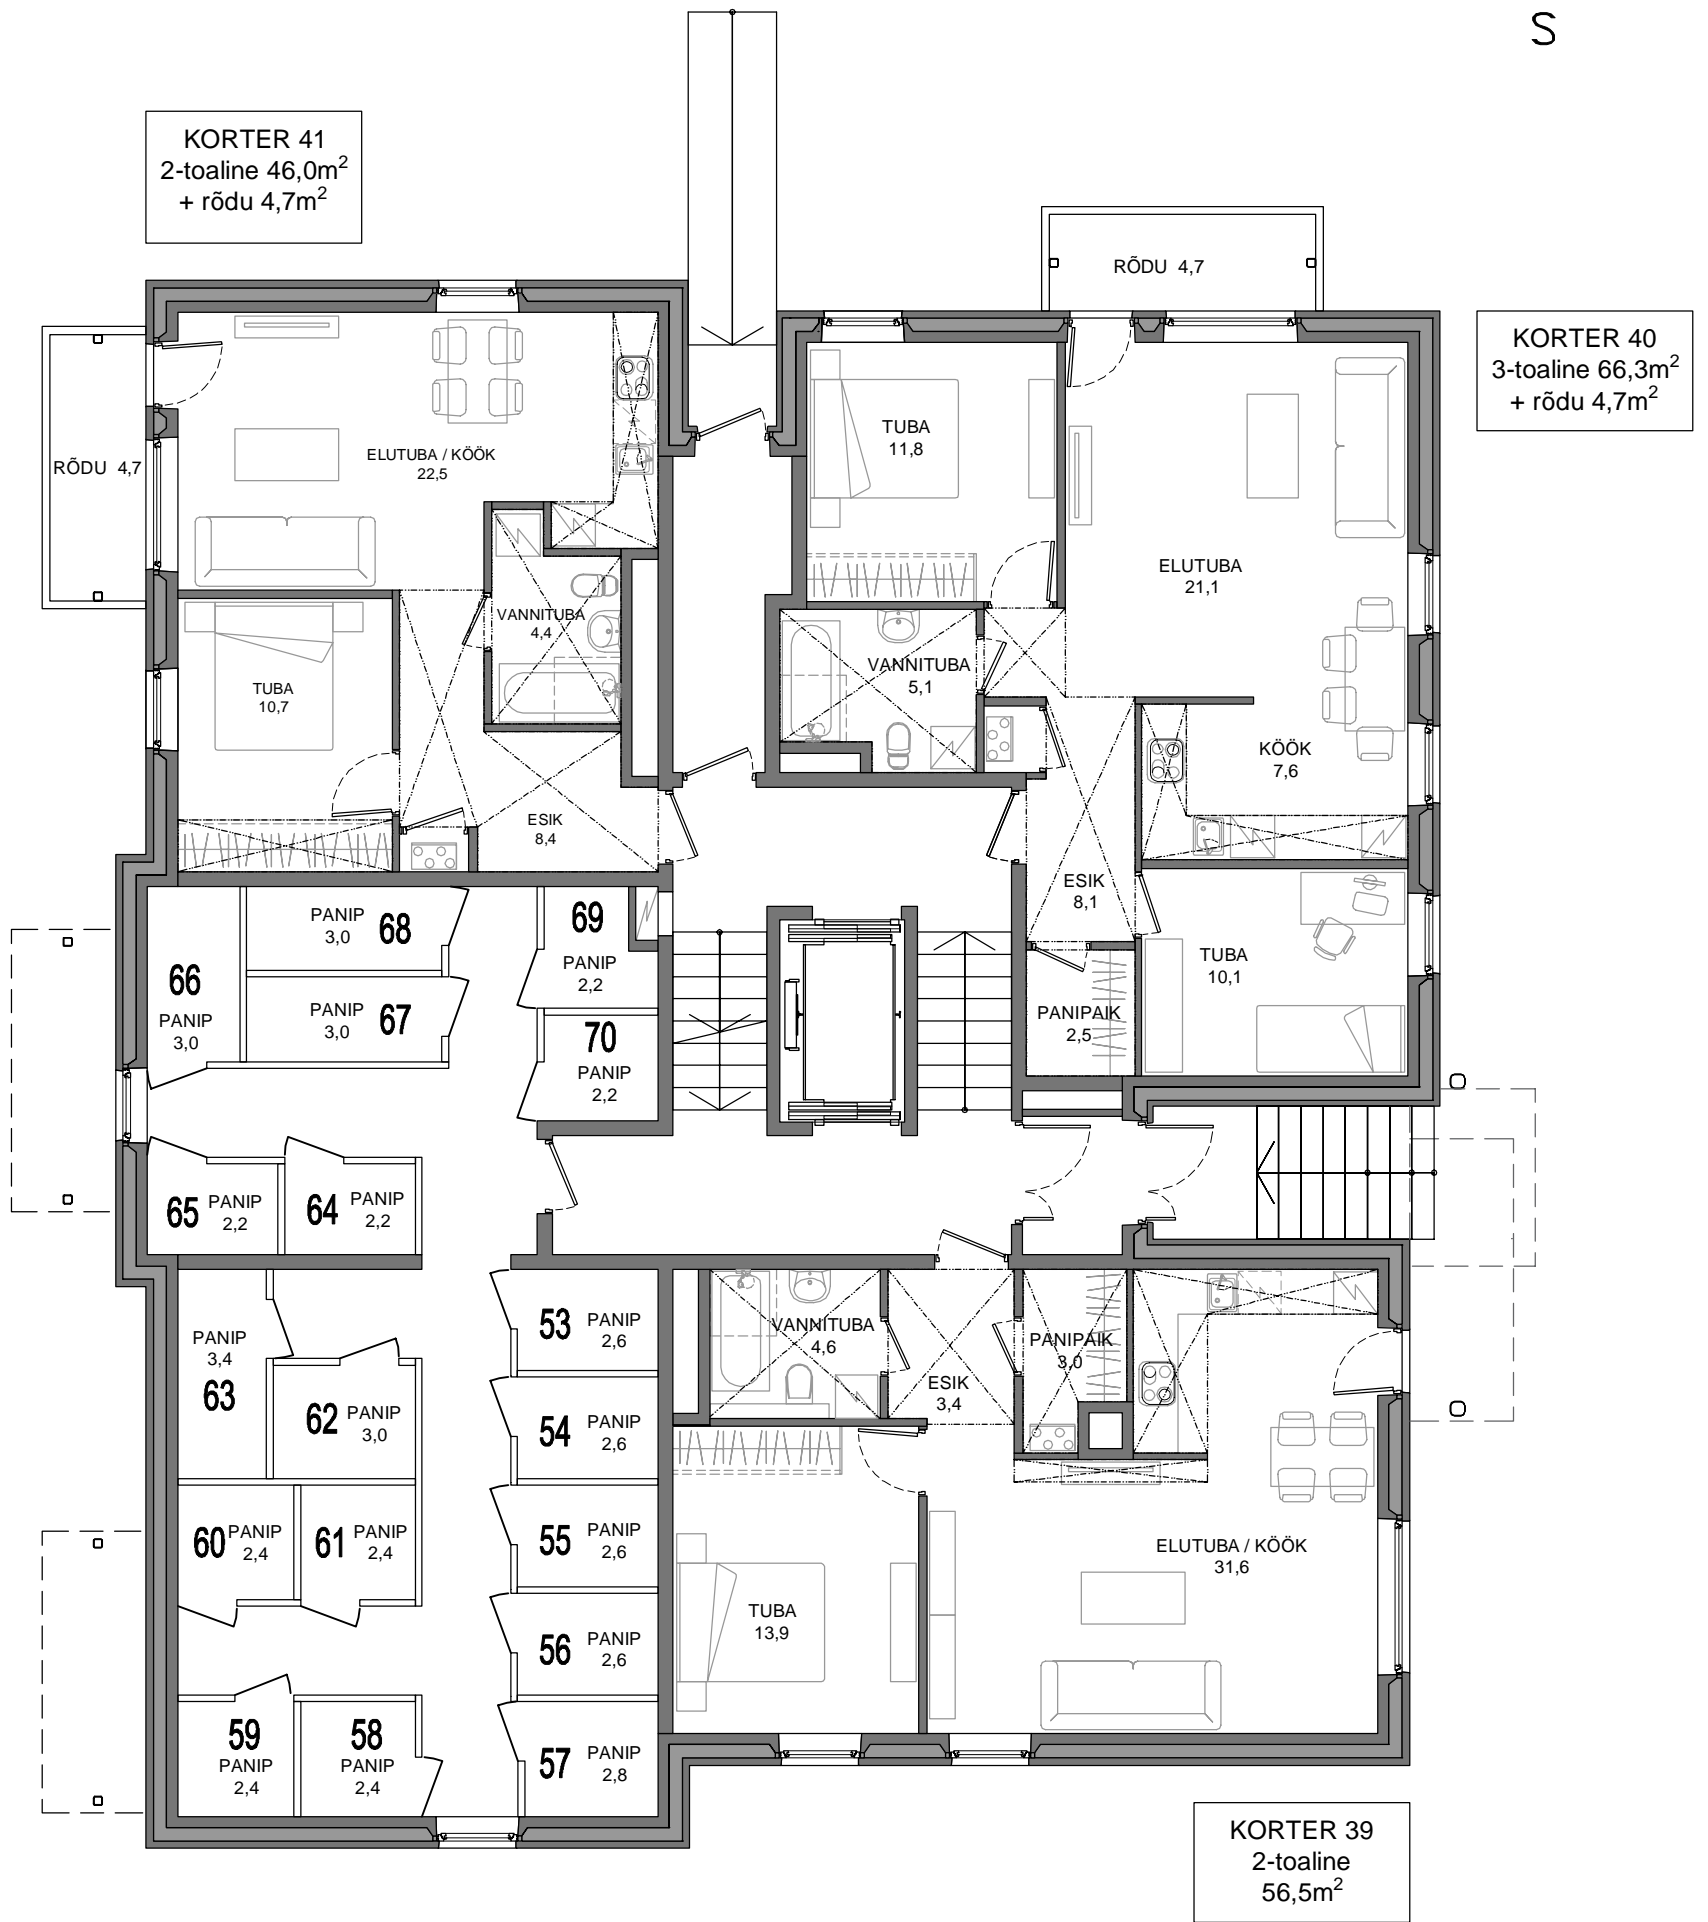 S
KORTER 41
2-toaline 46,0m²
+ rõdu 4,7m²
RÕDU 4,7
KORTER 40
3-toaline 66,3m²
+ rõdu 4,7m²
RÕDU 4,7
ELUTUBA / KÖÖK
22,5
TUBA
11,8
ELUTUBA
21,1
VANNITUBA
4,4
VANNITUBA
5,1
TUBA
10,7
KÖÖK
7,6
ESIK
8,4
ESIK
8,1
TUBA
10,1
PANIPAIK
2,5
PANIP
3,0
68
69
PANIP
2,2
66
PANIP
3,0
PANIP
3,0
67
70
PANIP
2,2
65
PANIP
2,2
64
PANIP
2,2
PANIP
3,4
63
62
PANIP
3,0
53
PANIP
2,6
54
PANIP
2,6
55
PANIP
2,6
56
PANIP
2,6
57
PANIP
2,8
60
PANIP
2,4
61
PANIP
2,4
59
PANIP
2,4
58
PANIP
2,4
VANNITUBA
4,6
ESIK
3,4
PANIPAIK
3,0
ELUTUBA / KÖÖK
31,6
TUBA
13,9
KORTER 39
2-toaline
56,5m²